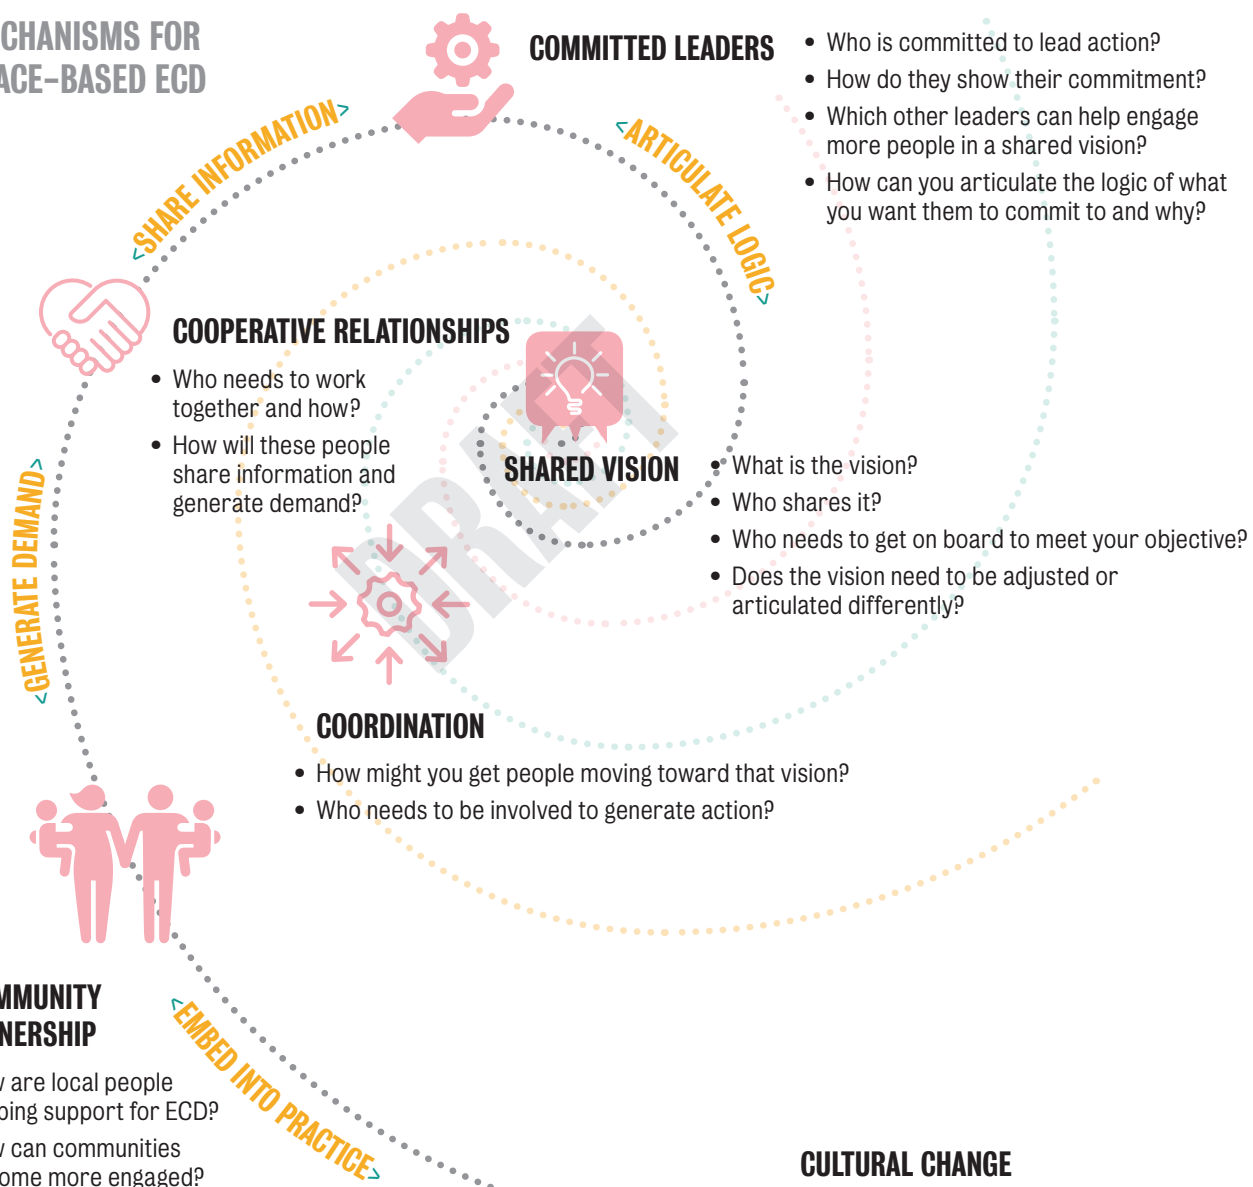 CHANISMS FOR
ACE-BASED ECD
COMMITTED LEADERS
• Who is committed to lead action?
• How do they show their commitment?
• Which other leaders can help engage
more people in a shared vision?
• How can you articulate the logic of what
you want them to commit to and why?
<SHARE INFORMATION>
<ARTICULATE LOGIC>
COOPERATIVE RELATIONSHIPS
• Who needs to work
together and how?
• How will these people
share information and
generate demand?
SHARED VISION
• What is the vision?
• Who shares it?
• Who needs to get on board to meet your objective?
• Does the vision need to be adjusted or
articulated differently?
DRAFT
<GENERATE DEMAND>
COORDINATION
• How might you get people moving toward that vision?
• Who needs to be involved to generate action?
MMUNITY
NERSHIP
w are local people
ping support for ECD?
w can communities
ome more engaged?
<EMBED INTO PRACTICE>
CULTURAL CHANGE